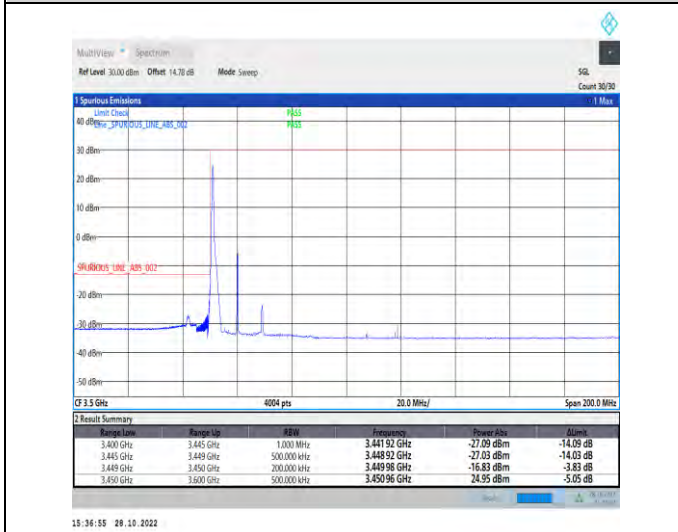 MultiView Spectrum
Ref Level 30.00 dBm Offset 14.78 dB Mode Sweep SGL
Count 30/30
1 Spurious Emissions 1 Max
Limit Check PASS
40 dBm
Line _SPURIOUS_LINE_ABS_002 PASS
30 dBm
20 dBm
10 dBm
0 dBm
_SPURIOUS_LINE_ABS_002
-20 dBm
-30 dBm
-40 dBm
-50 dBm
CF 3.5 GHz 4004 pts 20.0 MHz/ Span 200.0 MHz
2 Result Summary
Range Low Range Up RBW Frequency Power Abs ΔLimit
3.400 GHz 3.445 GHz 1.000 MHz 3.441 92 GHz -27.09 dBm -14.09 dB
3.445 GHz 3.449 GHz 500.000 kHz 3.448 92 GHz -27.03 dBm -14.03 dB
3.449 GHz 3.450 GHz 200.000 kHz 3.449 98 GHz -16.83 dBm -3.83 dB
3.450 GHz 3.600 GHz 500.000 kHz 3.450 96 GHz 24.95 dBm -5.05 dB
15:36:55 28.10.2022